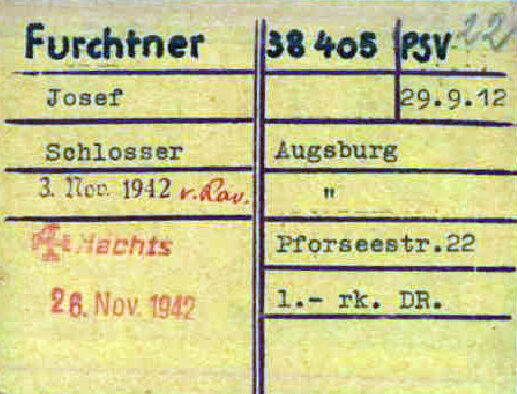 Furchtner 38 405 PSV 22
Josef 29.9.12
Schlosser Augsburg
3. Nov. 1942 v. Rav. "
Pforseestr.22
Nachts
1.- rk. DR.
26. Nov. 1942